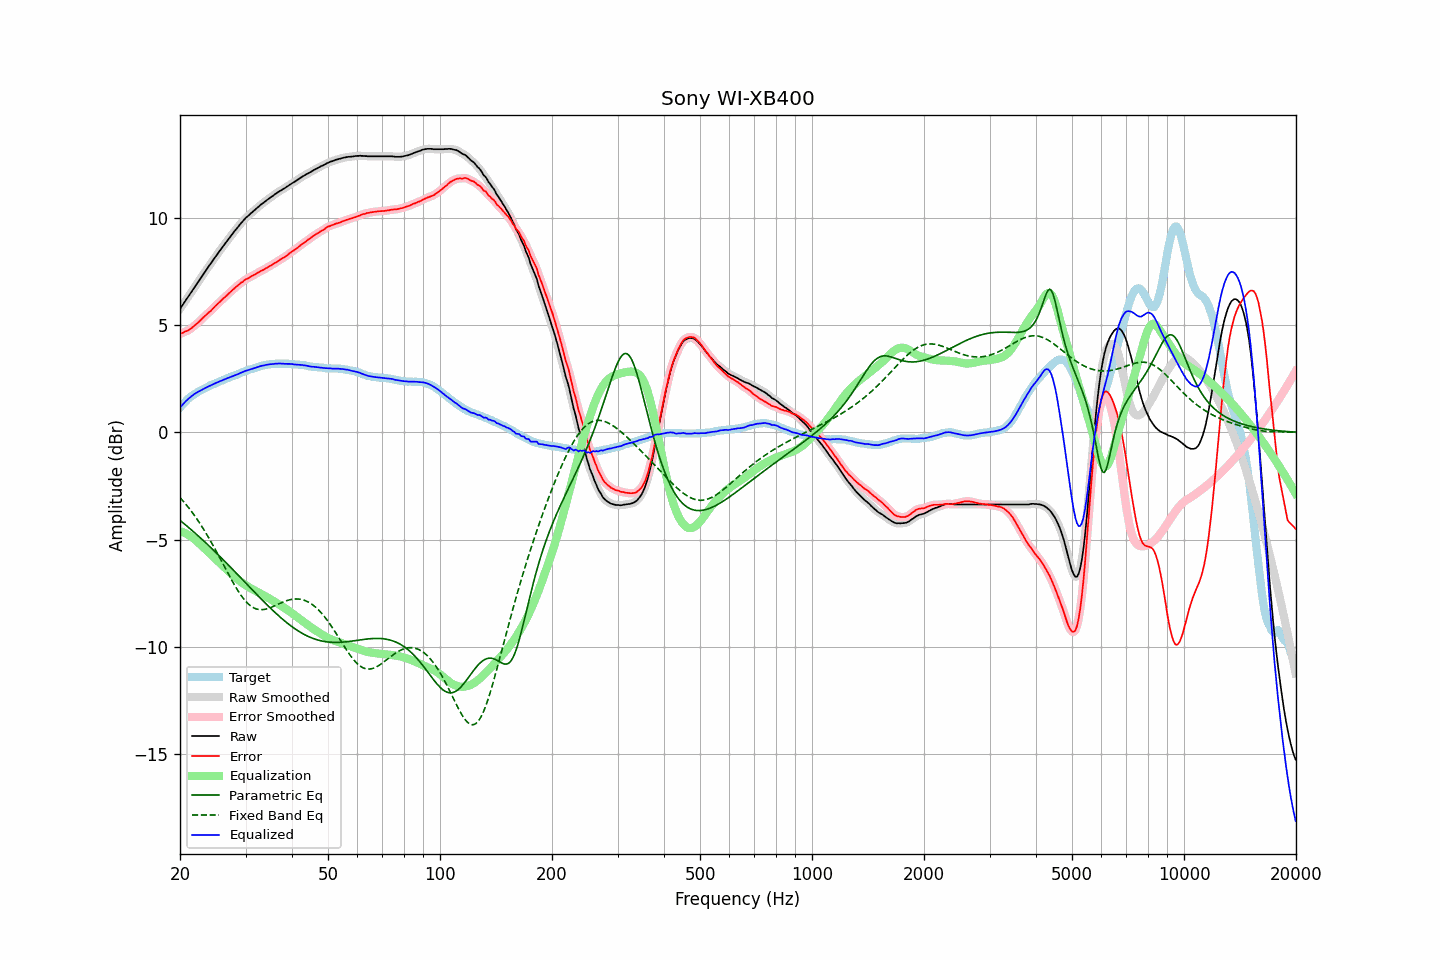 Sony WI-XB400
Amplitude (dBr)
10
5
0
−5
−10
−15
Target
Raw Smoothed
Error Smoothed
Raw
Error
Equalization
Parametric Eq
Fixed Band Eq
Equalized
20 50 100 200 500 1000 2000 5000 10000 20000
Frequency (Hz)